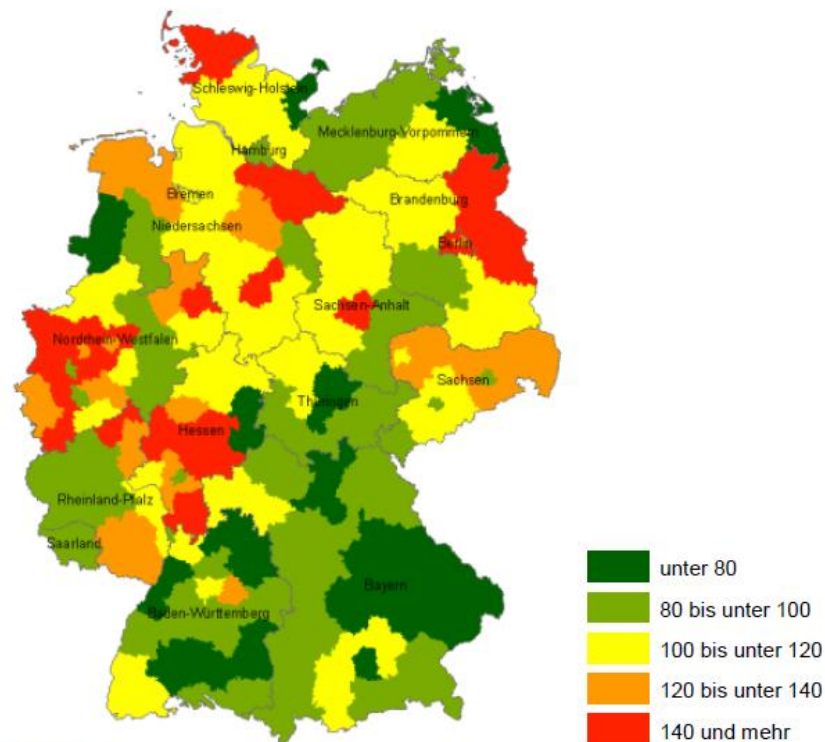 Schleswig-Holstein
Mecklenburg-Vorpommern
Hamburg
Bremen
Brandenburg
Niedersachsen
Berlin
Sachsen-Anhalt
Nordrhein-Westfalen
Sachsen
Thüringen
Hessen
Rheinland-Pfalz
Saarland
Bayern
Baden-Württemberg
unter 80
80 bis unter 100
100 bis unter 120
120 bis unter 140
140 und mehr